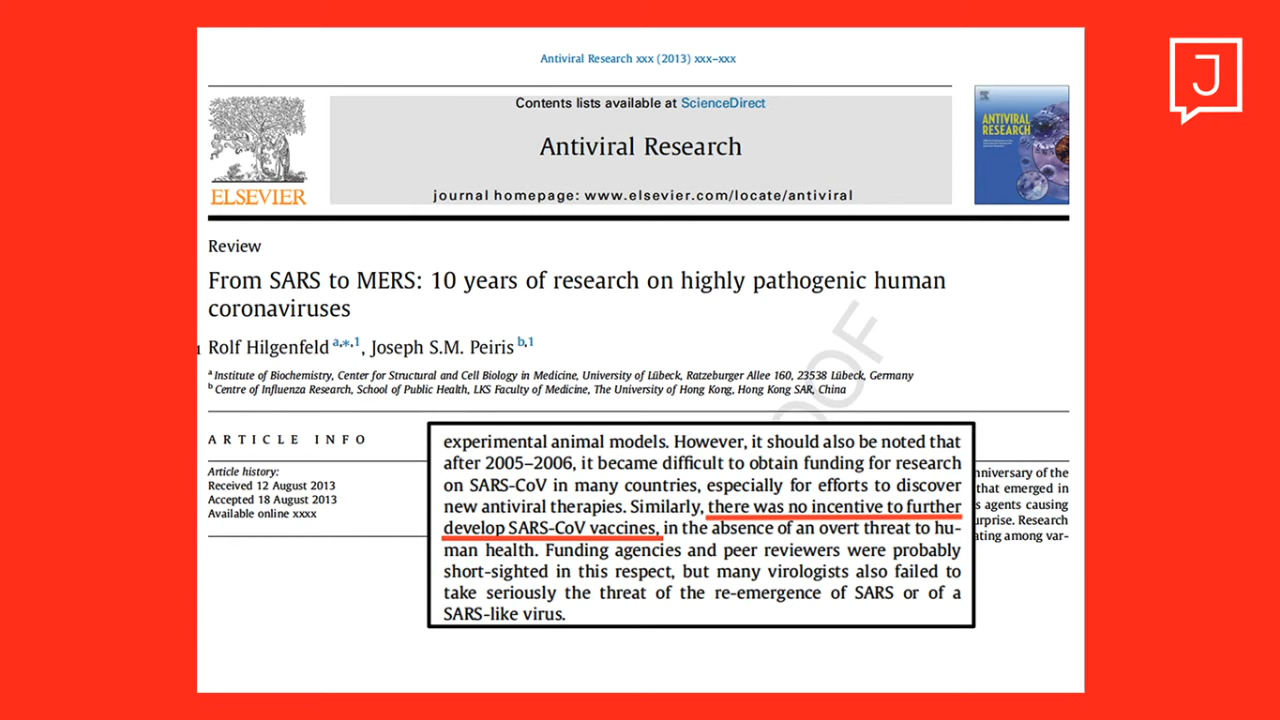 Antiviral Research xxx (2013) xxx–xxx
Contents lists available at ScienceDirect
Antiviral Research
journal homepage: www.elsevier.com/locate/antiviral
ELSEVIER
ANTIVIRAL
RESEARCH
J
Review
From SARS to MERS: 10 years of research on highly pathogenic human
coronaviruses
Rolf Hilgenfeld a,*,1, Joseph S.M. Peiris b,1
a Institute of Biochemistry, Center for Structural and Cell Biology in Medicine, University of Lübeck, Ratzeburger Allee 160, 23538 Lübeck, Germany
b Centre of Influenza Research, School of Public Health, LKS Faculty of Medicine, The University of Hong Kong, Hong Kong SAR, China
OOF
ARTICLE INFO
Article history:
Received 12 August 2013
Accepted 18 August 2013
Available online xxxx
experimental animal models. However, it should also be noted that
after 2005–2006, it became difficult to obtain funding for research
on SARS-CoV in many countries, especially for efforts to discover
new antiviral therapies. Similarly, there was no incentive to further
develop SARS-CoV vaccines, in the absence of an overt threat to hu-
man health. Funding agencies and peer reviewers were probably
short-sighted in this respect, but many virologists also failed to
take seriously the threat of the re-emergence of SARS or of a
SARS-like virus.
nniversary of the
that emerged in
s agents causing
urprise. Research
ating among var-